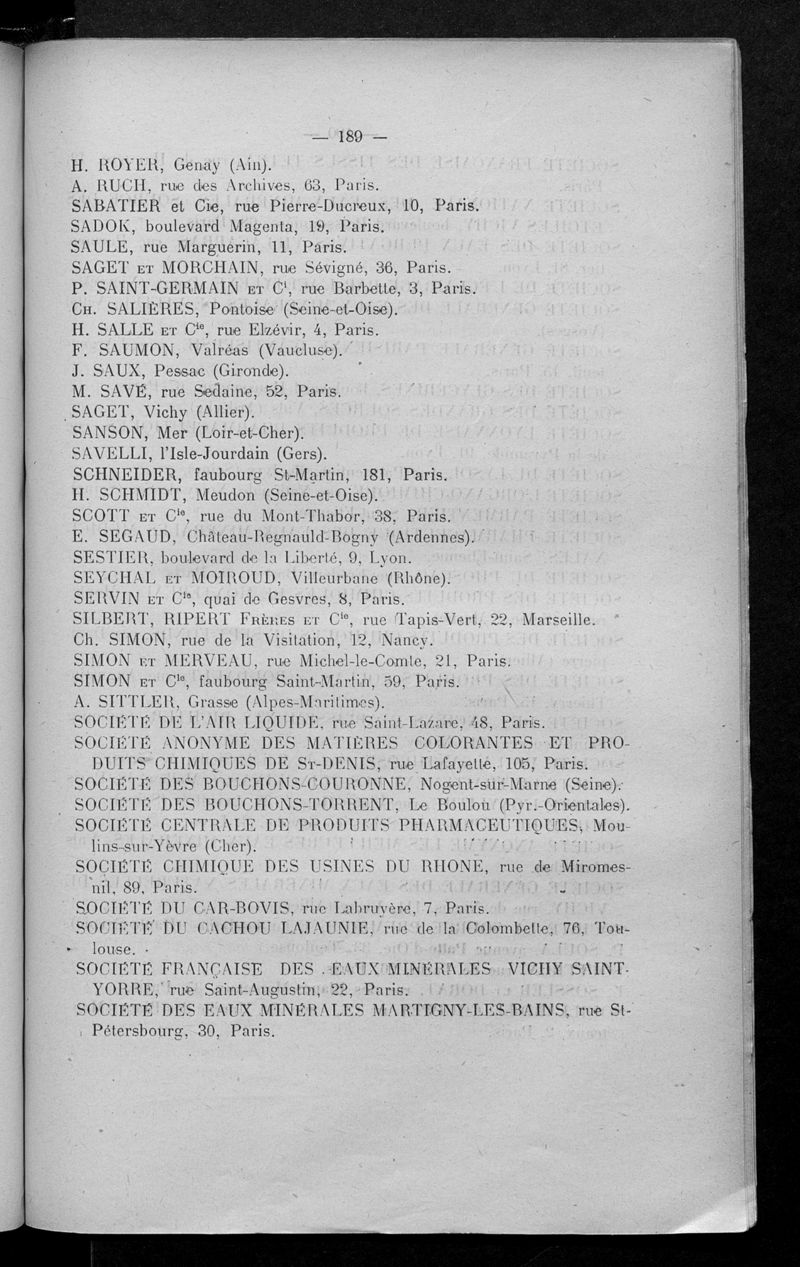 — 189 —
H. ROYER, Genay (Ain).
A. RUCH, rue des Archives, 63, Paris.
SABATIER et Cie, rue Pierre-Ducreux, 10, Paris.
SADOK, boulevard Magenta, 19, Paris.
SAULE, rue Marguerin, 11, Paris.
SAGET ET MORCHAIN, rue Sévigné, 36, Paris.
P. SAINT-GERMAIN ET Cⁱ, rue Barbette, 3, Paris.
CH. SALIÈRES, Pontoise (Seine-et-Oise).
H. SALLE ET Cⁱᵉ, rue Elzévir, 4, Paris.
F. SAUMON, Valréas (Vaucluse).
J. SAUX, Pessac (Gironde).
M. SAVÉ, rue Sedaine, 52, Paris.
SAGET, Vichy (Allier).
SANSON, Mer (Loir-et-Cher).
SAVELLI, l'Isle-Jourdain (Gers).
SCHNEIDER, faubourg St-Martin, 181, Paris.
H. SCHMIDT, Meudon (Seine-et-Oise).
SCOTT ET Cⁱᵉ, rue du Mont-Thabor, 38, Paris.
E. SEGAUD, Château-Regnauld-Bogny (Ardennes).
SESTIER, boulevard de la Liberté, 9, Lyon.
SEYCHAL ET MOIROUD, Villeurbane (Rhône).
SERVIN ET Cⁱᵉ, quai de Gesvres, 8, Paris.
SILBERT, RIPERT FRÈRES ET Cⁱᵉ, rue Tapis-Vert, 22, Marseille.
Ch. SIMON, rue de la Visitation, 12, Nancy.
SIMON ET MERVEAU, rue Michel-le-Comte, 21, Paris.
SIMON ET Cⁱᵉ, faubourg Saint-Martin, 59, Paris.
A. SITTLER, Grasse (Alpes-Maritimes).
SOCIÉTÉ DE L'AIR LIQUIDE, rue Saint-Lazare, 48, Paris.
SOCIÉTÉ ANONYME DES MATIÈRES COLORANTES ET PRO-
DUITS CHIMIQUES DE ST-DENIS, rue Lafayette, 105, Paris.
SOCIÉTÉ DES BOUCHONS-COURONNE, Nogent-sur-Marne (Seine).
SOCIÉTÉ DES BOUCHONS-TORRENT, Le Boulou (Pyr.-Orientales).
SOCIÉTÉ CENTRALE DE PRODUITS PHARMACEUTIQUES, Mou-
lins-sur-Yèvre (Cher).
SOCIÉTÉ CHIMIQUE DES USINES DU RHONE, rue de Miromes-
nil, 89, Paris.
SOCIÉTÉ DU CAR-BOVIS, rue Labruyère, 7, Paris.
SOCIÉTÉ DU CACHOU LAJAUNIE, rue de la Colombette, 76, Tou-
louse.
SOCIÉTÉ FRANÇAISE DES EAUX MINÉRALES VICHY SAINT-
YORRE, rue Saint-Augustin, 22, Paris.
SOCIÉTÉ DES EAUX MINÉRALES MARTIGNY-LES-BAINS, rue St-
Pétersbourg, 30, Paris.